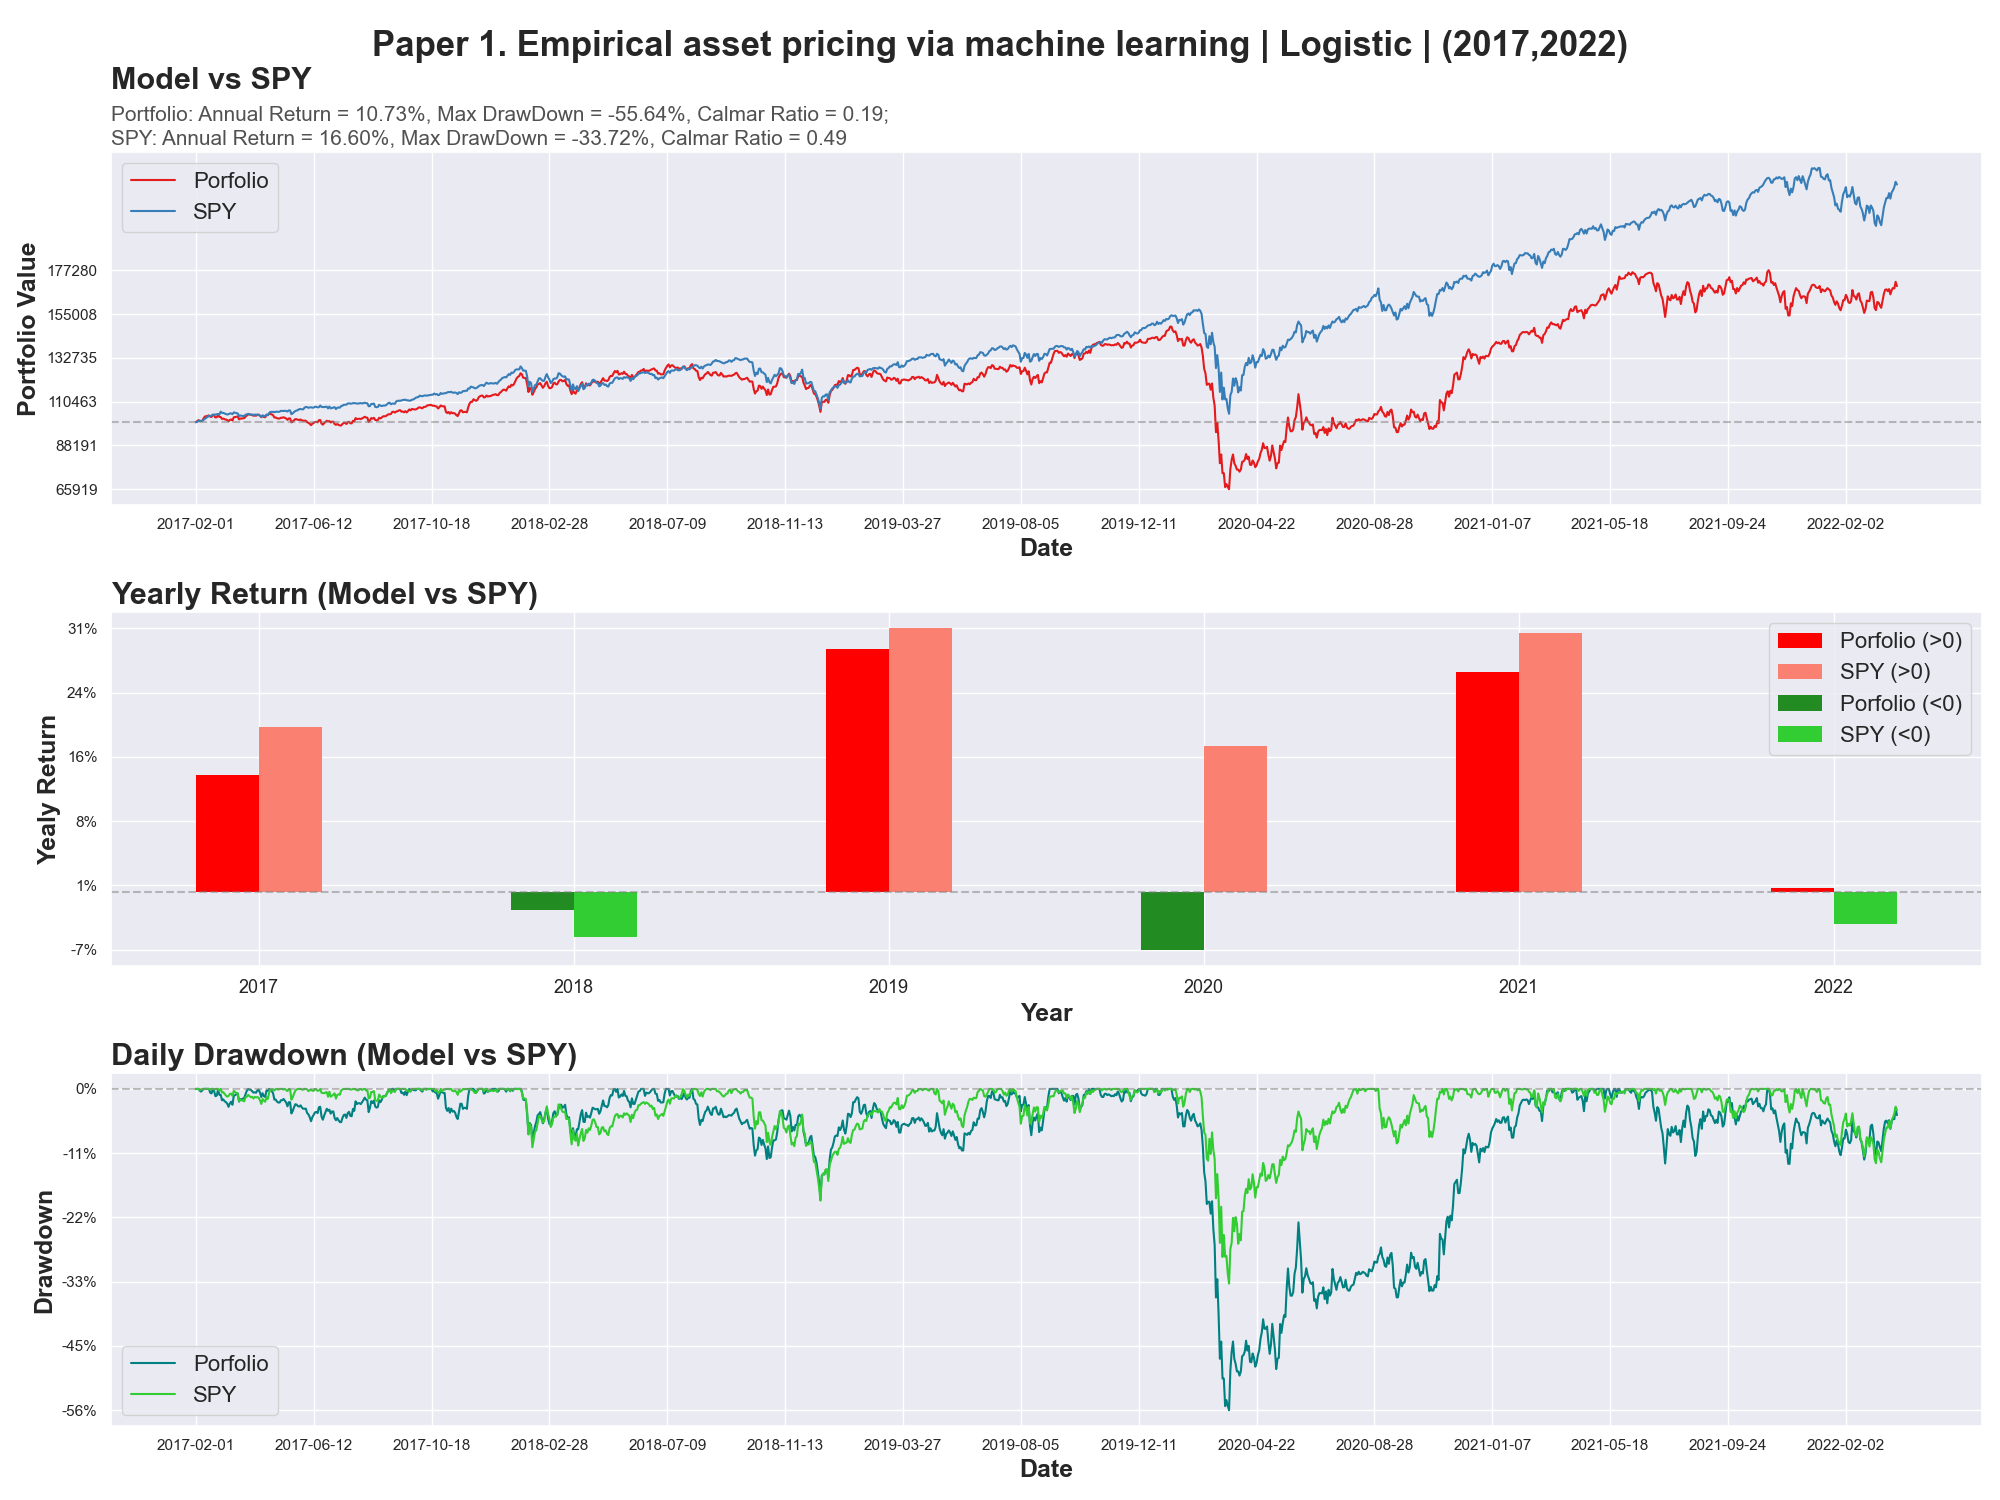 Paper 1. Empirical asset pricing via machine learning | Logistic | (2017,2022)
Model vs SPY
Portfolio: Annual Return = 10.73%, Max DrawDown = -55.64%, Calmar Ratio = 0.19;
SPY: Annual Return = 16.60%, Max DrawDown = -33.72%, Calmar Ratio = 0.49
Porfolio
SPY
Portfolio Value
177280
155008
132735
110463
88191
65919
2017-02-01 2017-06-12 2017-10-18 2018-02-28 2018-07-09 2018-11-13 2019-03-27 2019-08-05 2019-12-11 2020-04-22 2020-08-28 2021-01-07 2021-05-18 2021-09-24 2022-02-02
Date
Yearly Return (Model vs SPY)
Porfolio (>0)
SPY (>0)
Porfolio (<0)
SPY (<0)
Yealy Return
31%
24%
16%
8%
1%
-7%
2017 2018 2019 2020 2021 2022
Year
Daily Drawdown (Model vs SPY)
Drawdown
0%
-11%
-22%
-33%
-45%
-56%
Porfolio
SPY
2017-02-01 2017-06-12 2017-10-18 2018-02-28 2018-07-09 2018-11-13 2019-03-27 2019-08-05 2019-12-11 2020-04-22 2020-08-28 2021-01-07 2021-05-18 2021-09-24 2022-02-02
Date